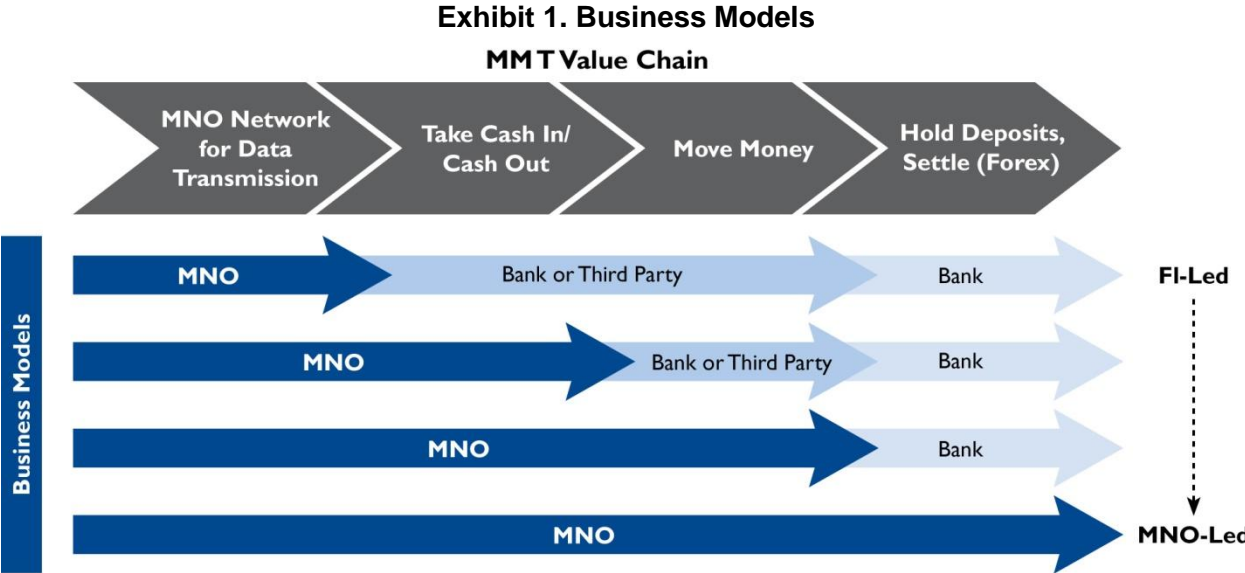 Exhibit 1. Business Models
MMT Value Chain
MNO Network
for Data
Transmission
Take Cash In/
Cash Out
Move Money
Hold Deposits,
Settle (Forex)
Business Models
MNO
Bank or Third Party
Bank
FI-Led
MNO
Bank or Third Party
Bank
MNO
Bank
MNO
MNO-Led